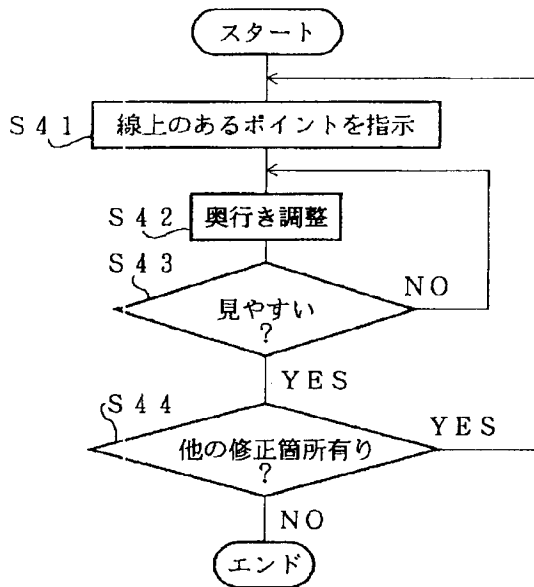 スタート
S41 線上のあるポイントを指示
S42 奥行き調整
S43
見やすい
?
NO
YES
S44
他の修正箇所有り
?
YES
NO
エンド